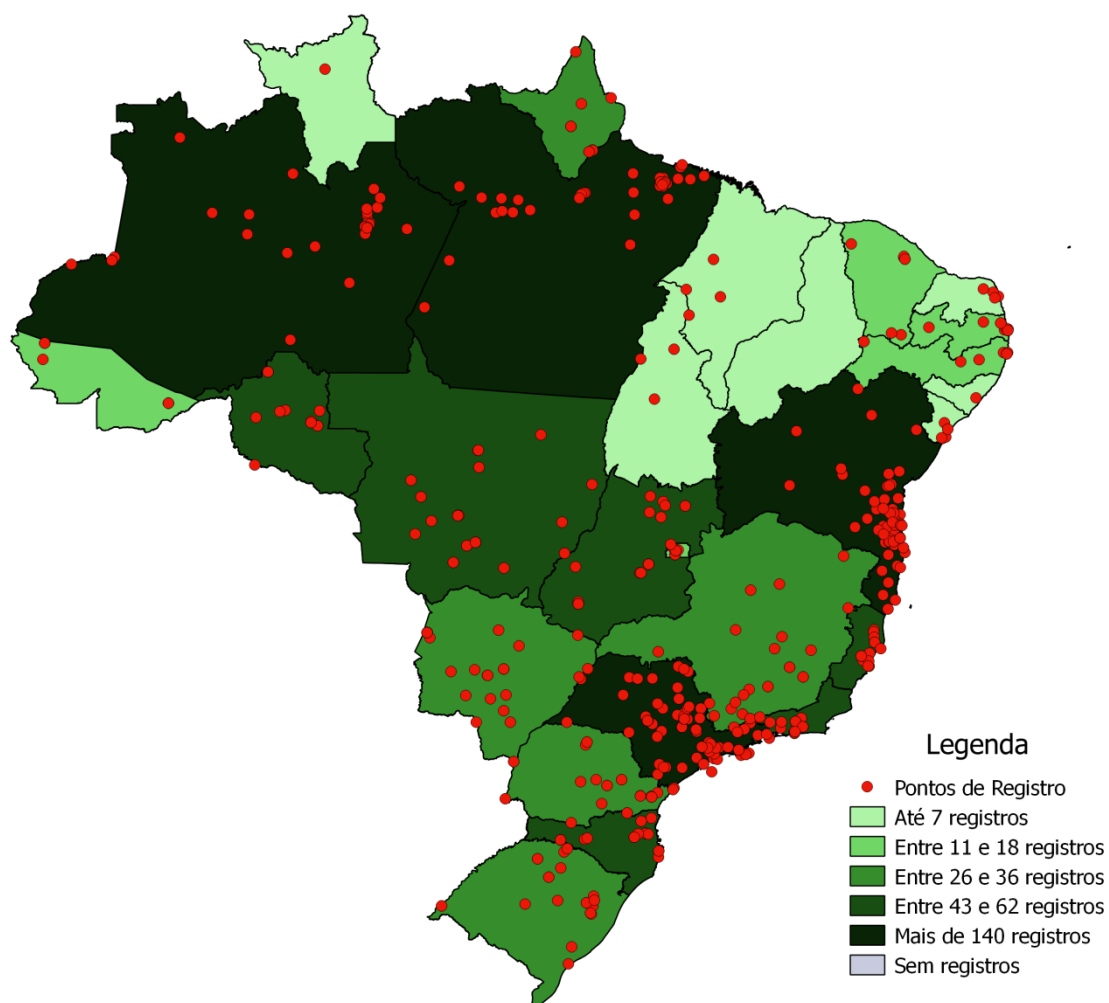 Legenda
Pontos de Registro
Até 7 registros
Entre 11 e 18 registros
Entre 26 e 36 registros
Entre 43 e 62 registros
Mais de 140 registros
Sem registros